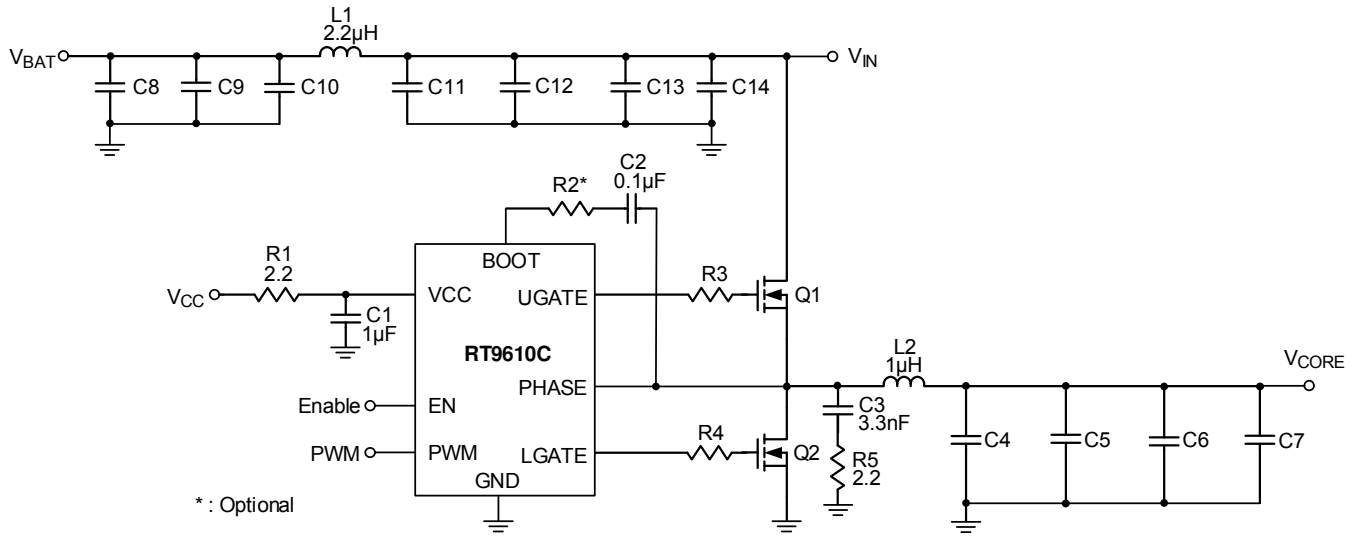 L1
2.2µH
VBAT
VIN
C8
C9
C10
C11
C12
C13
C14
C2
0.1µF
R2*
R1
2.2
BOOT
VCC
VCC
UGATE
R3
Q1
C1
1µF
RT9610C
L2
1µH
VCORE
PHASE
Enable
EN
C3
3.3nF
R4
C4
C5
C6
C7
PWM
PWM
LGATE
Q2
R5
2.2
GND
* : Optional